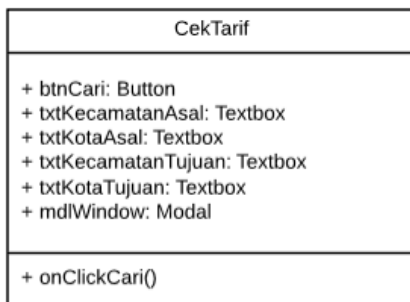 CekTarif
+ btnCari: Button
+ txtKecamatanAsal: Textbox
+ txtKotaAsal: Textbox
+ txtKecamatanTujuan: Textbox
+ txtKotaTujuan: Textbox
+ mdlWindow: Modal
+ onClickCari()